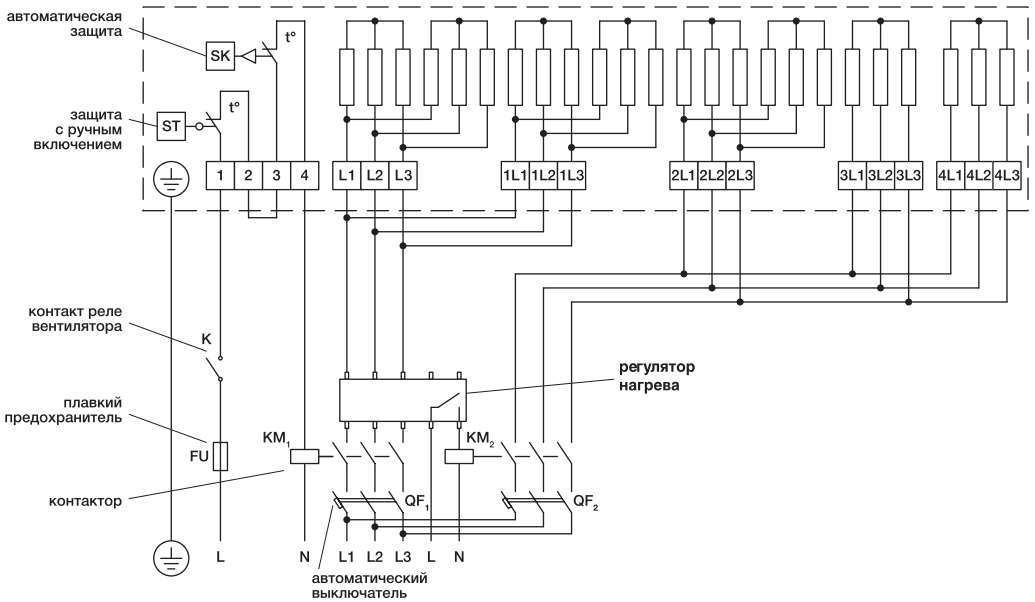 автоматическая
защита
SK
t°
защита
с ручным
включением
ST
t°
1 2 3 4 L1 L2 L3 1L1 1L2 1L3 2L1 2L2 2L3 3L1 3L2 3L3 4L1 4L2 4L3
контакт реле
вентилятора
K
регулятор
нагрева
плавкий
предохранитель
FU
KM1
KM2
контактор
QF1
QF2
L N L1 L2 L3 L N
автоматический
выключатель